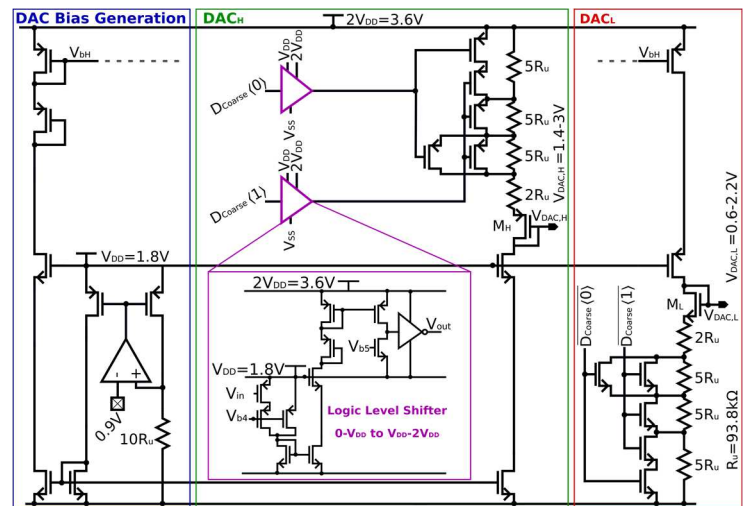 DAC Bias Generation
DACH
DACL
2VDD=3.6V
VbH
VbH
VDD
2VDD
DCoarse⟨0⟩
VSS
5Ru
5Ru
5Ru
2Ru
VDAC,H=1.4-3V
VDD
2VDD
DCoarse⟨1⟩
VSS
MH
VDAC,H
VDD=1.8V
2VDD=3.6V
Vout
Vb5
VDD=1.8V
Vin
Vb4
Logic Level Shifter
0-VDD to VDD-2VDD
- +
0.9V
10Ru
DCoarse⟨0⟩
DCoarse⟨1⟩
ML
VDAC,L
2Ru
5Ru
5Ru
5Ru
VDAC,L=0.6-2.2V
Ru=93.8kΩ